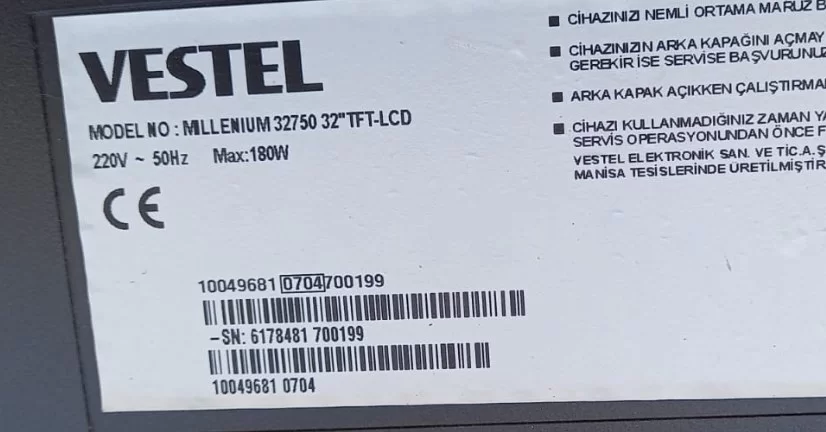 VESTEL
MODEL NO : MILLENIUM 32750 32"TFT-LCD
220V ~ 50Hz Max:180W
CE
10049681 0704 700199
-SN: 6178481 700199
10049681 0704
■ CİHAZINIZI NEMLİ ORTAMA MARUZ
■ CİHAZINIZIN ARKA KAPAĞINI AÇMAY
GEREKİR İSE SERVİSE BAŞVURUNUZ
■ ARKA KAPAK AÇIKKEN ÇALIŞTIRMA
■ CİHAZI KULLANMADIĞINIZ ZAMAN
SERVİS OPERASYONUNDAN ÖNCE
VESTEL ELEKTRONİK SAN. VE TİC.A.Ş
MANİSA TESİSLERİNDE ÜRETİLMİŞTİR